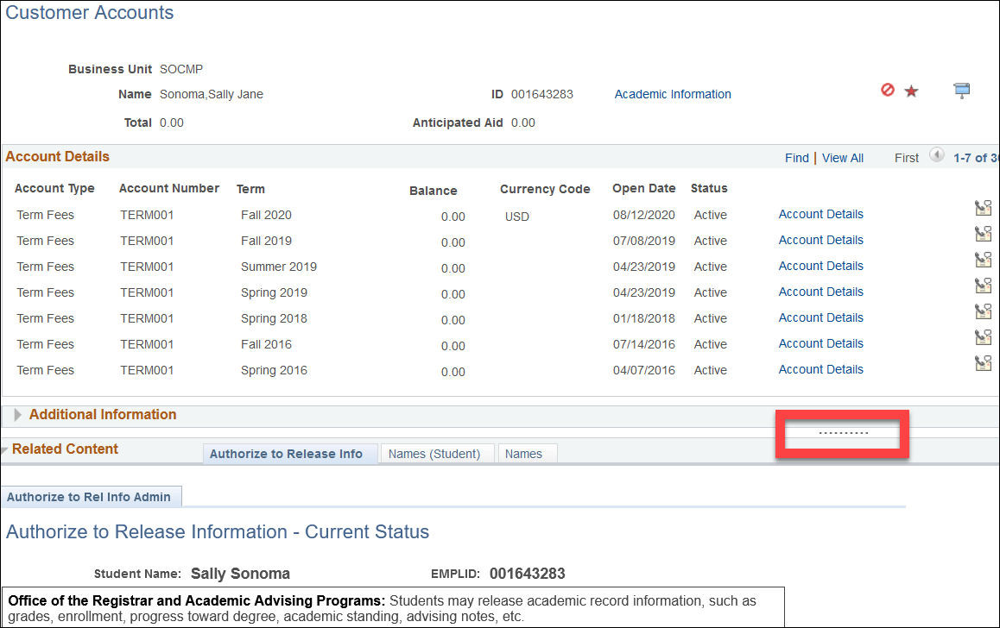 Customer Accounts
Business Unit SOCMP
Name Sonoma,Sally Jane ID 001643283 Academic Information
Total 0.00 Anticipated Aid 0.00
Account Details Find | View All First 1-7 of
Account Type Account Number Term Balance Currency Code Open Date Status
Term Fees TERM001 Fall 2020 0.00 USD 08/12/2020 Active Account Details
Term Fees TERM001 Fall 2019 0.00 07/08/2019 Active Account Details
Term Fees TERM001 Summer 2019 0.00 04/23/2019 Active Account Details
Term Fees TERM001 Spring 2019 0.00 04/23/2019 Active Account Details
Term Fees TERM001 Spring 2018 0.00 01/18/2018 Active Account Details
Term Fees TERM001 Fall 2016 0.00 07/14/2016 Active Account Details
Term Fees TERM001 Spring 2016 0.00 04/07/2016 Active Account Details
Additional Information
Related Content Authorize to Release Info Names (Student) Names
Authorize to Rel Info Admin
Authorize to Release Information - Current Status
Student Name: Sally Sonoma EMPLID: 001643283
Office of the Registrar and Academic Advising Programs: Students may release academic record information, such as
grades, enrollment, progress toward degree, academic standing, advising notes, etc.